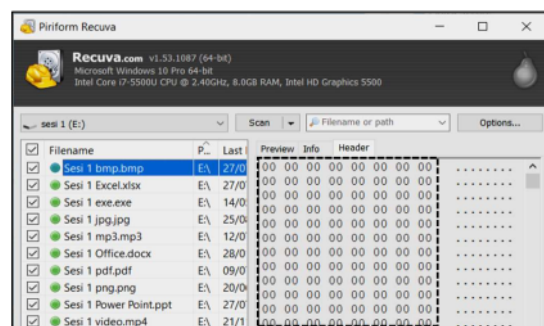 Piriform Recuva
Recuva.com v1.53.1087 (64-bit)
Microsoft Windows 10 Pro 64-bit
Intel Core i7-5500U CPU @ 2.40GHz, 8.0GB RAM, Intel HD Graphics 5500
sesi 1 (E:) Scan Filename or path Options...
Filename P... Last Preview Info Header
Sesi 1 bmp.bmp E:\ 27/0 00 00 00 00 00 00 00 00 ........
Sesi 1 Excel.xlsx E:\ 27/0 00 00 00 00 00 00 00 00 ........
Sesi 1 exe.exe E:\ 14/0 00 00 00 00 00 00 00 00 ........
Sesi 1 jpg.jpg E:\ 25/0 00 00 00 00 00 00 00 00 ........
Sesi 1 mp3.mp3 E:\ 12/0 00 00 00 00 00 00 00 00 ........
Sesi 1 Office.docx E:\ 28/0 00 00 00 00 00 00 00 00 ........
Sesi 1 pdf.pdf E:\ 09/0 00 00 00 00 00 00 00 00 ........
Sesi 1 png.png E:\ 20/0 00 00 00 00 00 00 00 00 ........
Sesi 1 Power Point.ppt E:\ 27/0 00 00 00 00 00 00 00 00 ........
Sesi 1 video.mp4 E:\ 21/1 00 00 00 00 00 00 00 00 ........
00 00 00 00 00 00 00 00 ........
00 00 00 00 00 00 00 00 ........